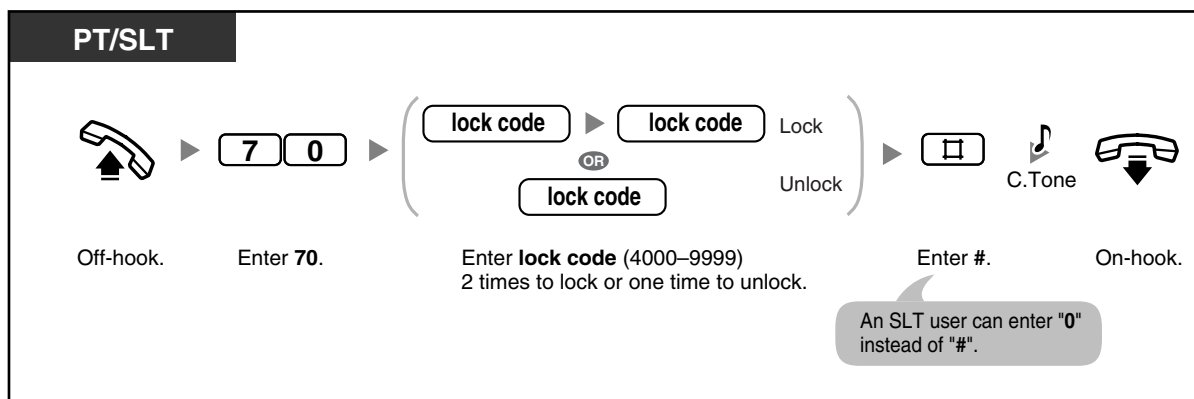 PT/SLT
lock code lock code Lock
7 0 #
OR
C.Tone
lock code Unlock
Off-hook. Enter 70. Enter lock code (4000–9999) Enter #. On-hook.
2 times to lock or one time to unlock.
An SLT user can enter "0"
instead of "#".